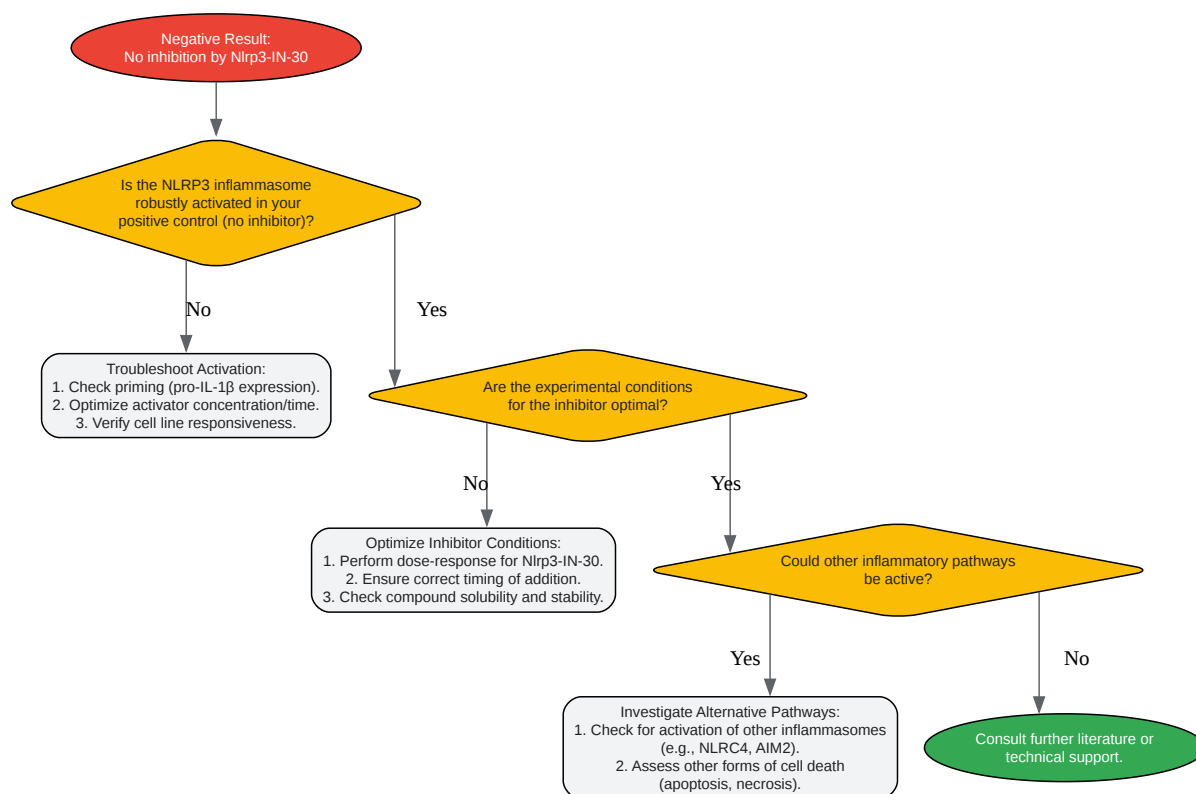 Negative Result:
No inhibition by Nlrp3-IN-30
Is the NLRP3 inflammasome
robustly activated in your
positive control (no inhibitor)?
No
Yes
Troubleshoot Activation:
1. Check priming (pro-IL-1β expression).
2. Optimize activator concentration/time.
3. Verify cell line responsiveness.
Are the experimental conditions
for the inhibitor optimal?
No
Yes
Optimize Inhibitor Conditions:
1. Perform dose-response for Nlrp3-IN-30.
2. Ensure correct timing of addition.
3. Check compound solubility and stability.
Could other inflammatory pathways
be active?
Yes
No
Investigate Alternative Pathways:
1. Check for activation of other inflammasomes
(e.g., NLRC4, AIM2).
2. Assess other forms of cell death
(apoptosis, necrosis).
Consult further literature or
technical support.